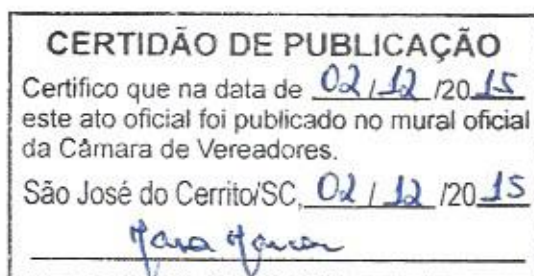 CERTIDÃO DE PUBLICAÇÃO
Certifico que na data de 02/12/2015
este ato oficial foi publicado no mural oficial
da Câmara de Vereadores.
São José do Cerrito/SC, 02/12/2015